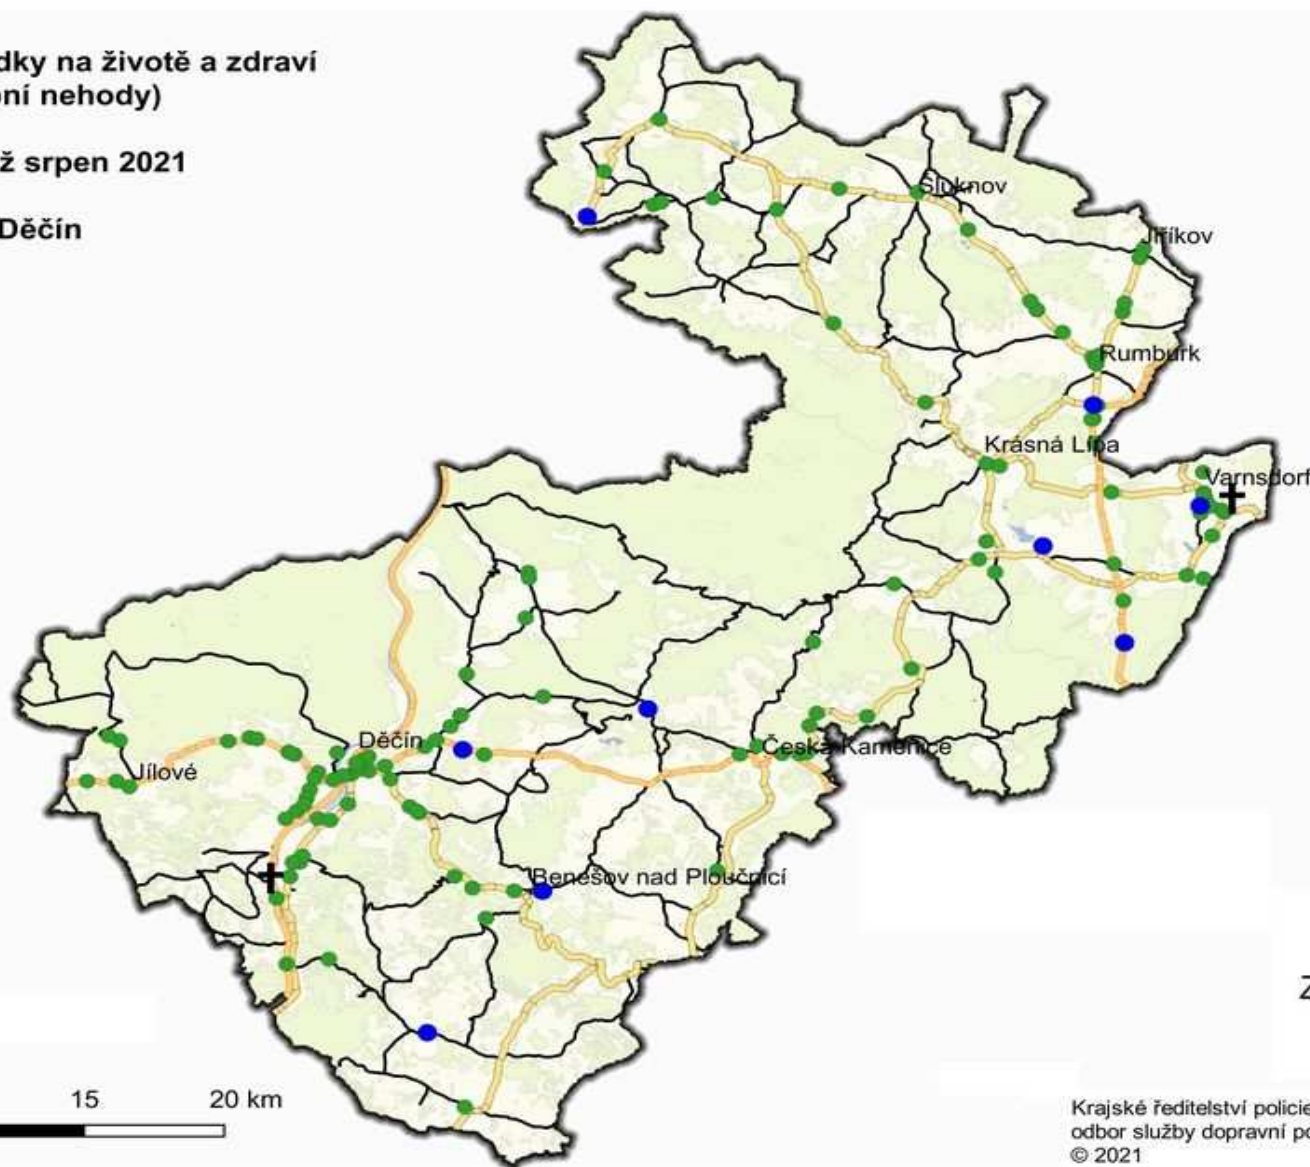 dky na životě a zdraví
ní nehody)
ž srpen 2021
Děčín
Šluknov
Jiříkov
Rumburk
Krásná Lípa
Varnsdorf
Děčín
Česká Kamenice
Jílové
Benešov nad Ploučnicí
Z
15 20 km
Krajské ředitelství policie
odbor služby dopravní po
© 2021